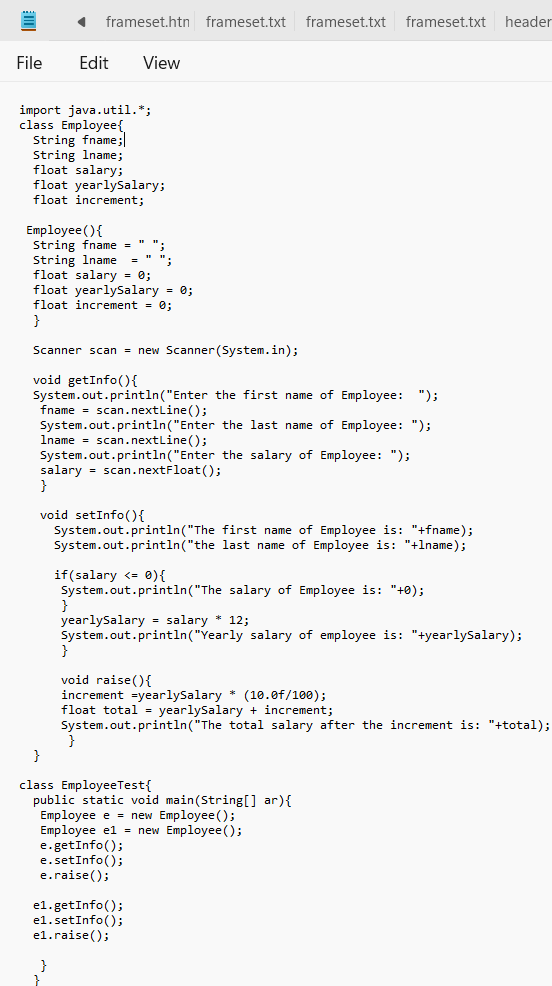 frameset.htn frameset.txt frameset.txt frameset.txt header
File Edit View
import java.util.*;
class Employee{
String fname;
String lname;
float salary;
float yearlySalary;
float increment;
Employee(){
String fname = " ";
String lname  = " ";
float salary = 0;
float yearlySalary = 0;
float increment = 0;
}
Scanner scan = new Scanner(System.in);
void getInfo(){
System.out.println("Enter the first name of Employee:  ");
fname = scan.nextLine();
System.out.println("Enter the last name of Employee: ");
lname = scan.nextLine();
System.out.println("Enter the salary of Employee: ");
salary = scan.nextFloat();
}
void setInfo(){
System.out.println("The first name of Employee is: "+fname);
System.out.println("the last name of Employee is: "+lname);
if(salary <= 0){
System.out.println("The salary of Employee is: "+0);
}
yearlySalary = salary * 12;
System.out.println("Yearly salary of employee is: "+yearlySalary);
}
void raise(){
increment =yearlySalary * (10.0f/100);
float total = yearlySalary + increment;
System.out.println("The total salary after the increment is: "+total);
}
}
class EmployeeTest{
public static void main(String[] ar){
Employee e = new Employee();
Employee e1 = new Employee();
e.getInfo();
e.setInfo();
e.raise();
e1.getInfo();
e1.setInfo();
e1.raise();
}
}